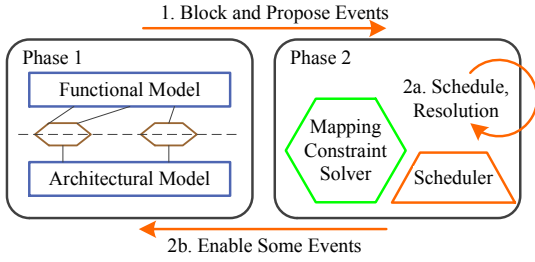 1. Block and Propose Events
Phase 1
Functional Model
Architectural Model
Phase 2
2a. Schedule,
Resolution
Mapping
Constraint
Solver
Scheduler
2b. Enable Some Events